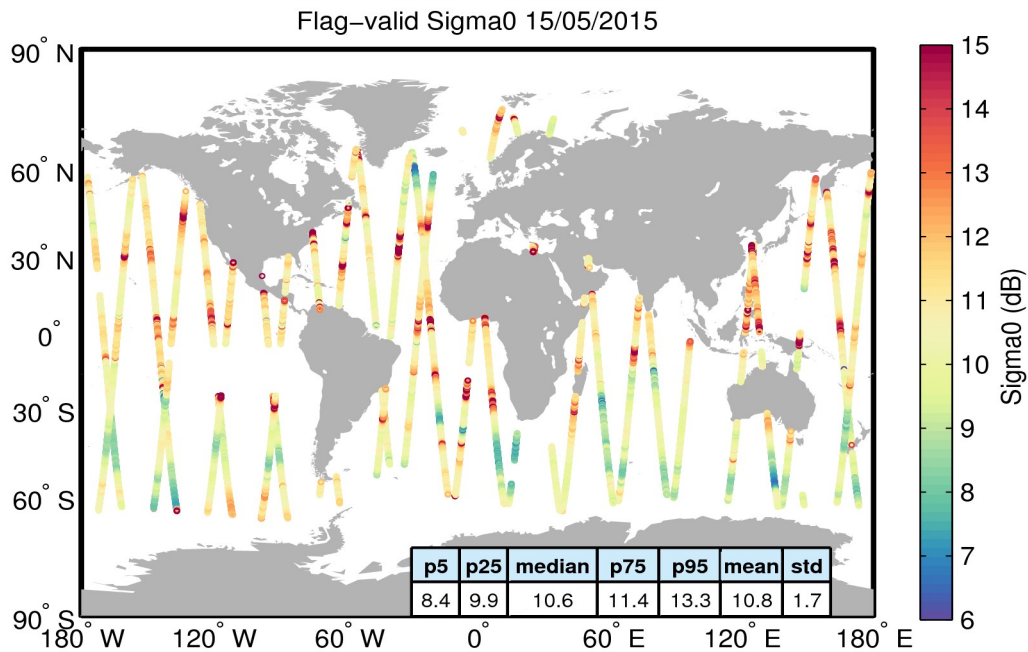 Flag−valid Sigma0 15/05/2015
90° N
60° N
30° N
0°
30° S
60° S
90° S
180° W
120° W
60° W
0°
60° E
120° E
180° E
p5 p25 median p75 p95 mean std
8.4 9.9 10.6 11.4 13.3 10.8 1.7
15
14
13
12
11
10
9
8
7
6
Sigma0 (dB)